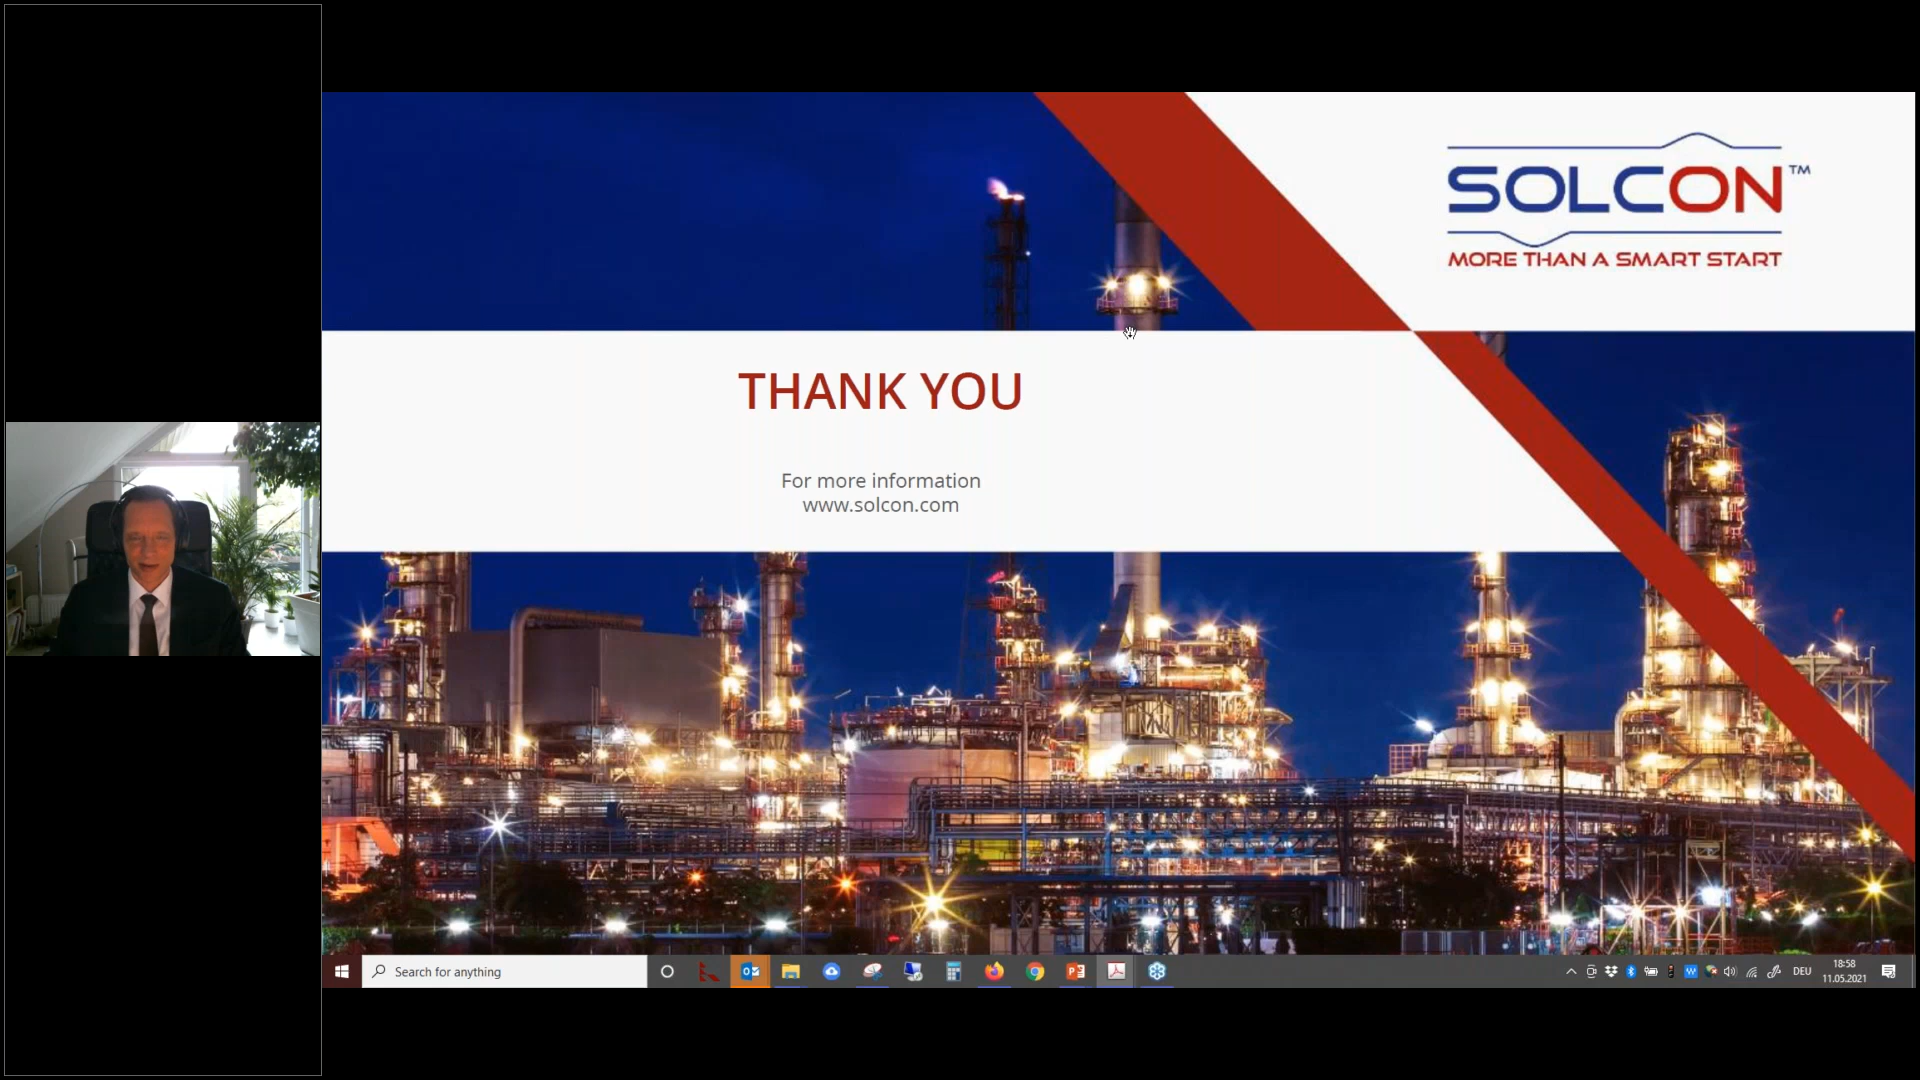 SOLCON™
MORE THAN A SMART START
THANK YOU
For more information
www.solcon.com
Search for anything
DEU
18:58
11.05.2021